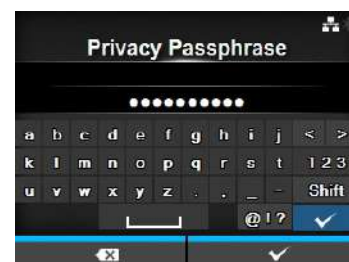 Privacy Passphrase
••••••••••
a b c d e f g h i j < >
k l m n o p q r s t 123
u v w x y z . . _ - Shift
@!?